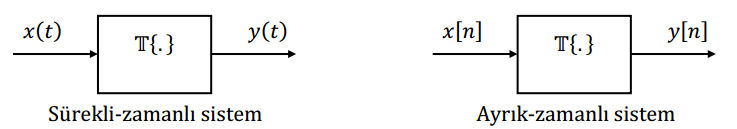 x(t) 𝕋{.} y(t) x[n] 𝕋{.} y[n]
Sürekli-zamanlı sistem Ayrık-zamanlı sistem